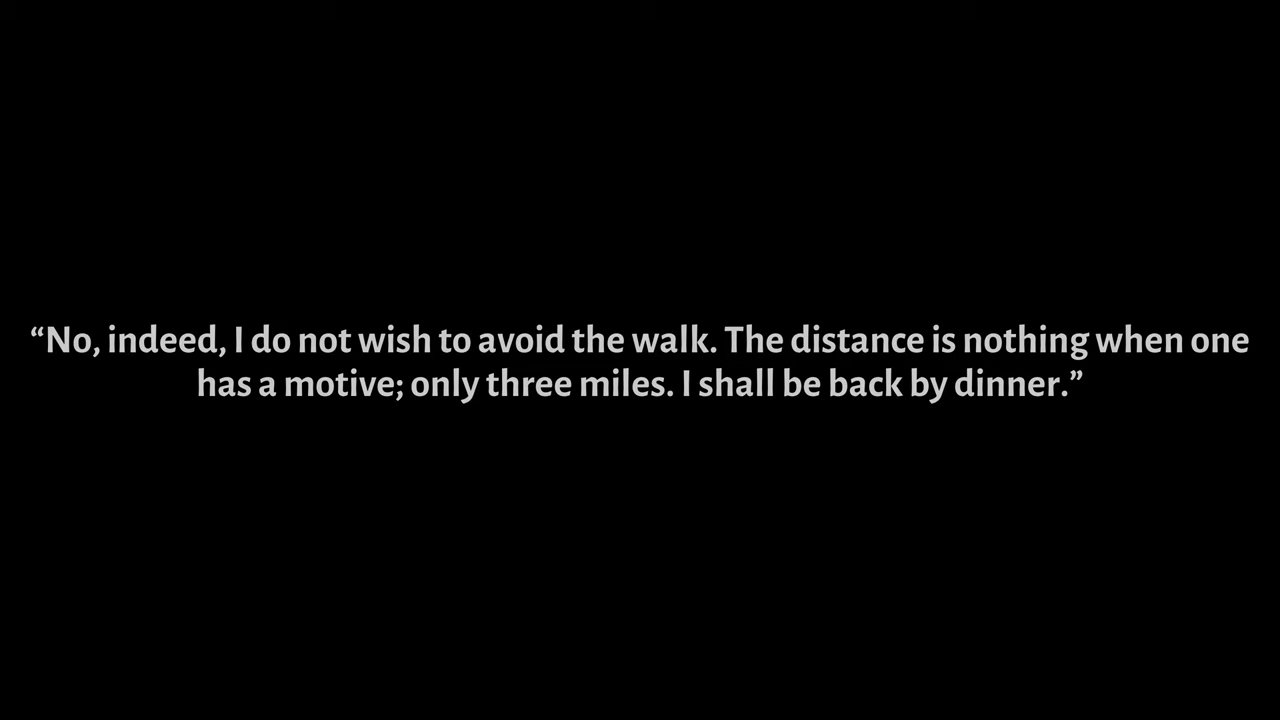 “No, indeed, I do not wish to avoid the walk. The distance is nothing when one
has a motive; only three miles. I shall be back by dinner.”